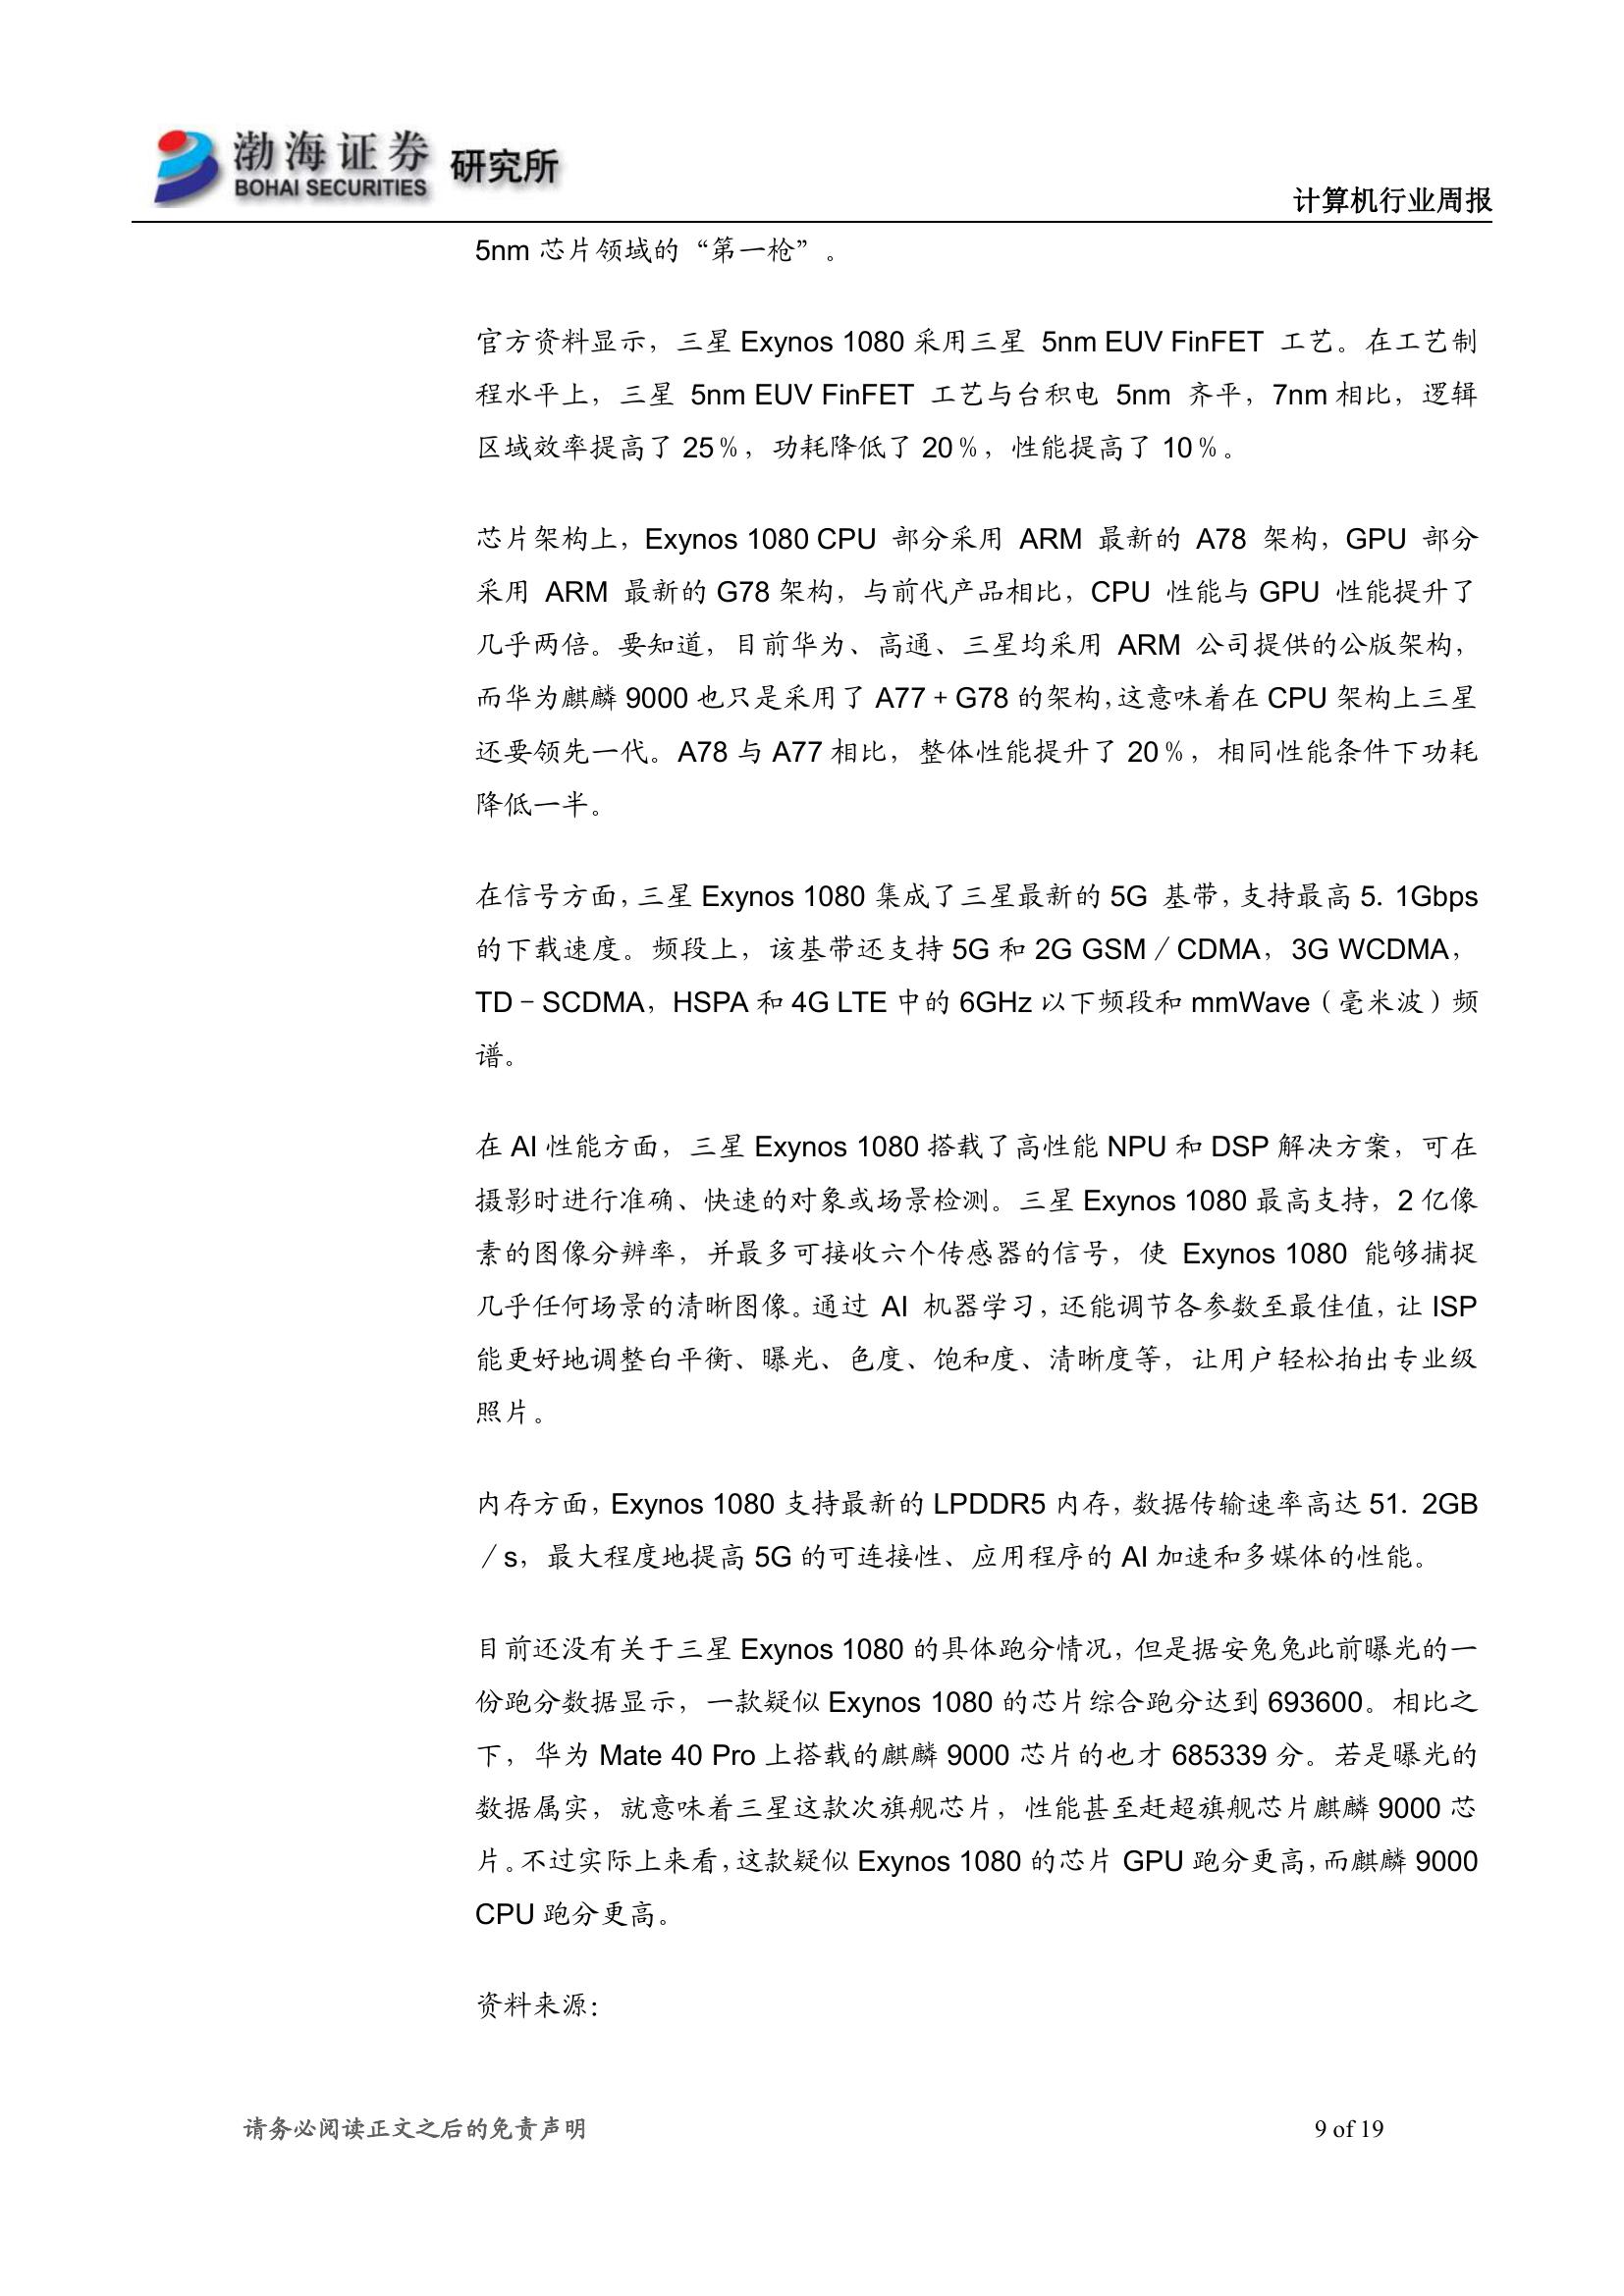 渤海证券 研究所
BOHAI SECURITIES
计算机行业周报
5nm 芯片领域的“第一枪”。
官方资料显示，三星 Exynos 1080 采用三星 5nm EUV FinFET 工艺。在工艺制
程水平上，三星 5nm EUV FinFET 工艺与台积电 5nm 齐平，7nm 相比，逻辑
区域效率提高了 25％，功耗降低了 20％，性能提高了 10％。
芯片架构上，Exynos 1080 CPU 部分采用 ARM 最新的 A78 架构，GPU 部分
采用 ARM 最新的 G78 架构，与前代产品相比，CPU 性能与 GPU 性能提升了
几乎两倍。要知道，目前华为、高通、三星均采用 ARM 公司提供的公版架构，
而华为麒麟 9000 也只是采用了 A77＋G78 的架构，这意味着在 CPU 架构上三星
还要领先一代。A78 与 A77 相比，整体性能提升了 20％，相同性能条件下功耗
降低一半。
在信号方面，三星 Exynos 1080 集成了三星最新的 5G 基带，支持最高 5．1Gbps
的下载速度。频段上，该基带还支持 5G 和 2G GSM／CDMA，3G WCDMA，
TD－SCDMA，HSPA 和 4G LTE 中的 6GHz 以下频段和 mmWave（毫米波）频
谱。
在 AI 性能方面，三星 Exynos 1080 搭载了高性能 NPU 和 DSP 解决方案，可在
摄影时进行准确、快速的对象或场景检测。三星 Exynos 1080 最高支持，2 亿像
素的图像分辨率，并最多可接收六个传感器的信号，使 Exynos 1080 能够捕捉
几乎任何场景的清晰图像。通过 AI 机器学习，还能调节各参数至最佳值，让 ISP
能更好地调整白平衡、曝光、色度、饱和度、清晰度等，让用户轻松拍出专业级
照片。
内存方面，Exynos 1080 支持最新的 LPDDR5 内存，数据传输速率高达 51．2GB
／s，最大程度地提高 5G 的可连接性、应用程序的 AI 加速和多媒体的性能。
目前还没有关于三星 Exynos 1080 的具体跑分情况，但是据安兔兔此前曝光的一
份跑分数据显示，一款疑似 Exynos 1080 的芯片综合跑分达到 693600。相比之
下，华为 Mate 40 Pro 上搭载的麒麟 9000 芯片的也才 685339 分。若是曝光的
数据属实，就意味着三星这款次旗舰芯片，性能甚至赶超旗舰芯片麒麟 9000 芯
片。不过实际上来看，这款疑似 Exynos 1080 的芯片 GPU 跑分更高，而麒麟 9000
CPU 跑分更高。
资料来源：
请务必阅读正文之后的免责声明
9 of 19